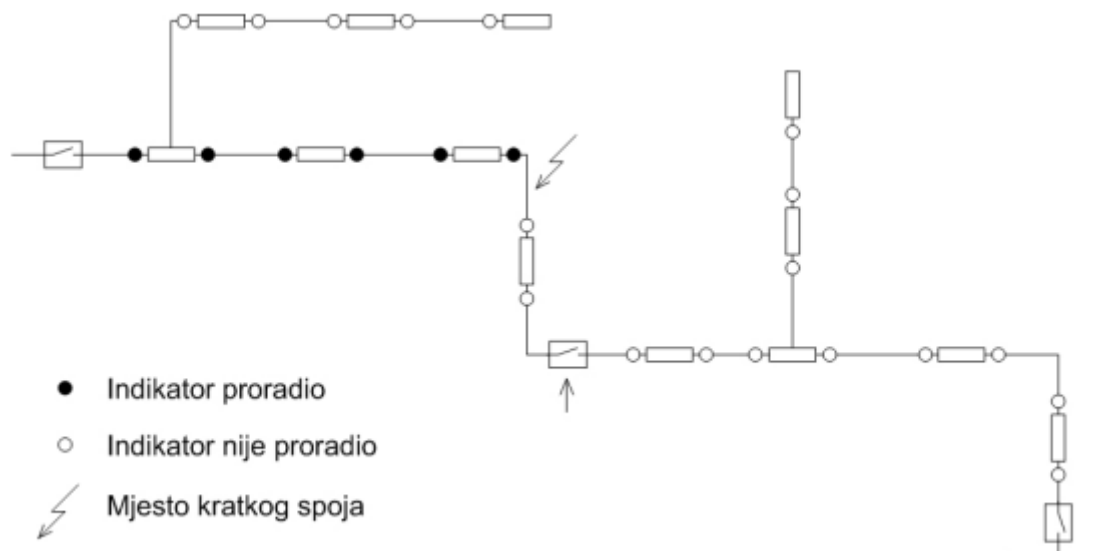 Indikator proradio
Indikator nije proradio
Mjesto kratkog spoja